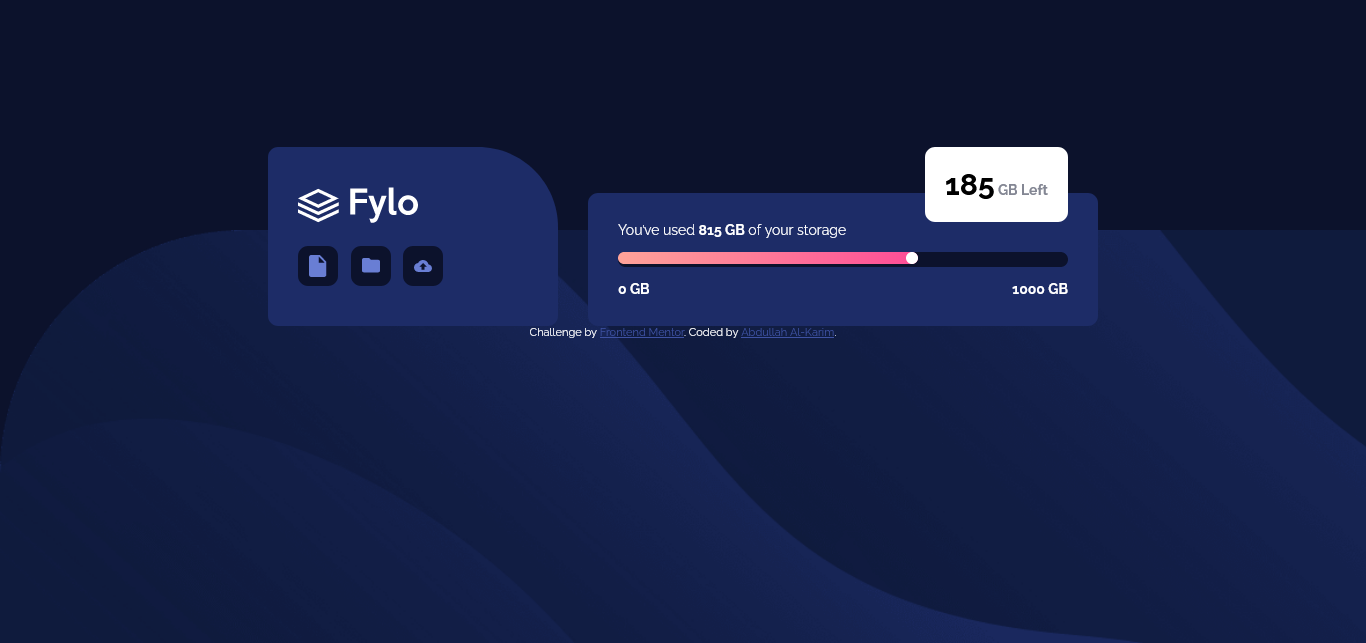 Fylo
185 GB Left
You've used 815 GB of your storage
0 GB 1000 GB
Challenge by Frontend Mentor. Coded by Abdullah Al-Karim.